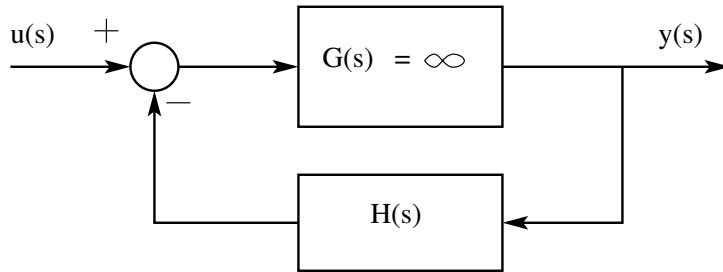 u(s)
+
G(s) = ∞
y(s)
−
H(s)